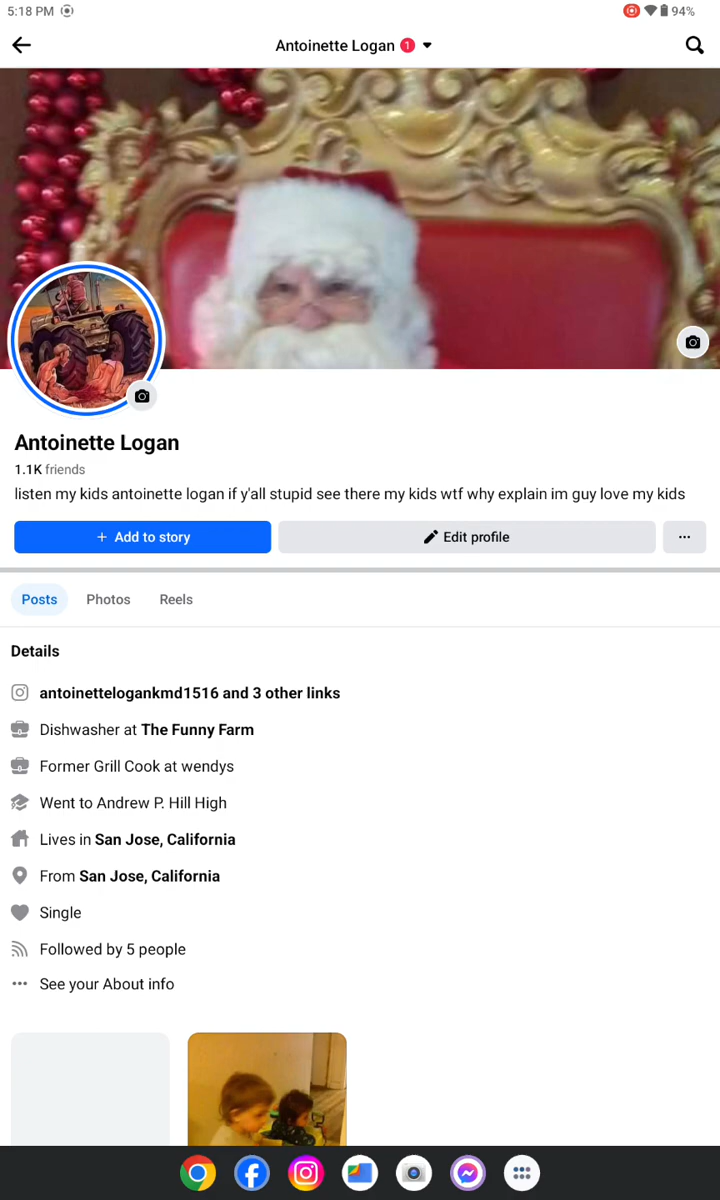 5:18 PM
94%
Antoinette Logan 1
Antoinette Logan
1.1K friends
listen my kids antoinette logan if y'all stupid see there my kids wtf why explain im guy love my kids
+ Add to story
Edit profile
Posts Photos Reels
Details
antoinettelogankmd1516 and 3 other links
Dishwasher at The Funny Farm
Former Grill Cook at wendys
Went to Andrew P. Hill High
Lives in San Jose, California
From San Jose, California
Single
Followed by 5 people
See your About info